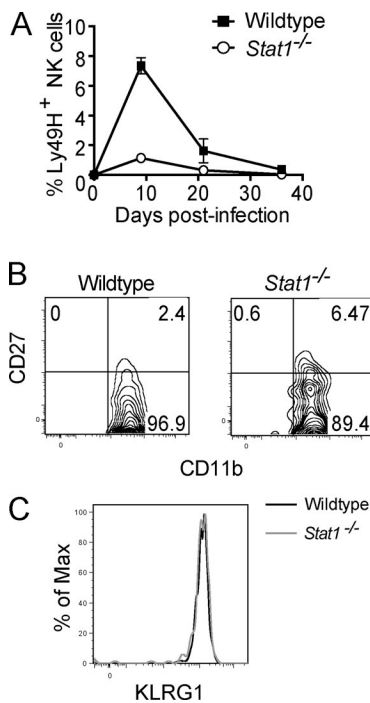 A
Wildtype
Stat1-/-
% Ly49H+ NK cells
10
8
6
4
2
0
0 10 20 30 40
Days post-infection
B
Wildtype Stat1-/-
CD27
0 2.4
96.9
0
0
0.6 6.47
89.4
0
0
CD11b
C
Wildtype
Stat1-/-
% of Max
100
80
60
40
20
0
0
KLRG1